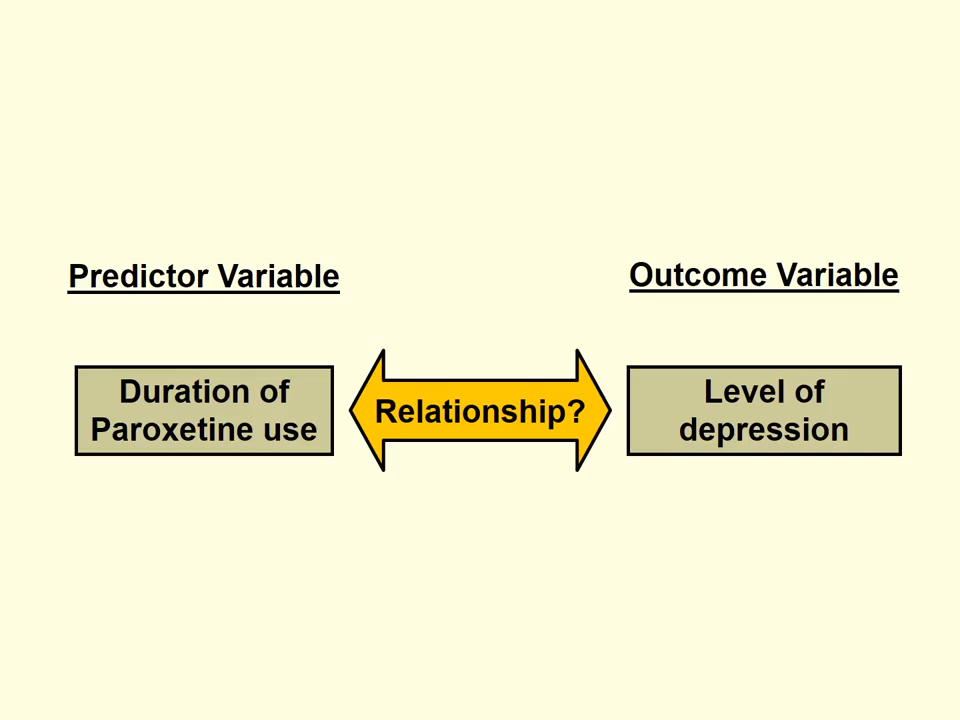 Predictor Variable
Outcome Variable
Duration of
Paroxetine use
Relationship?
Level of
depression